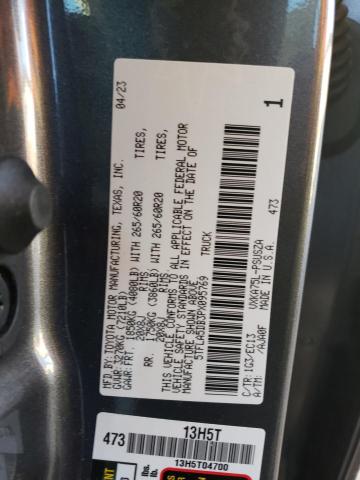 MFD BY:TOYOTA MOTOR MANUFACTURING, TEXAS, INC. 04/23
GVWR:3270KG (7210LB)
GAWR:FRT. 1850KG (4080LB) WITH 265/60R20 TIRES,
20X8J RIMS,
RR. 1750KG (3860LB) WITH 265/60R20 TIRES,
20X8J RIMS,
THIS VEHICLE CONFORMS TO ALL APPLICABLE FEDERAL MOTOR
VEHICLE SAFETY STANDARDS IN EFFECT ON THE DATE OF
MANUFACTURE SHOWN ABOVE.
5TFLA5DB3PX095769 TRUCK
C/TR:1G3/EC13 VXKA75L-PSUSZA
A/TM: /AJA0F MADE IN U.S.A.
473
1
473 13H5T
13H5T04700
lbs.